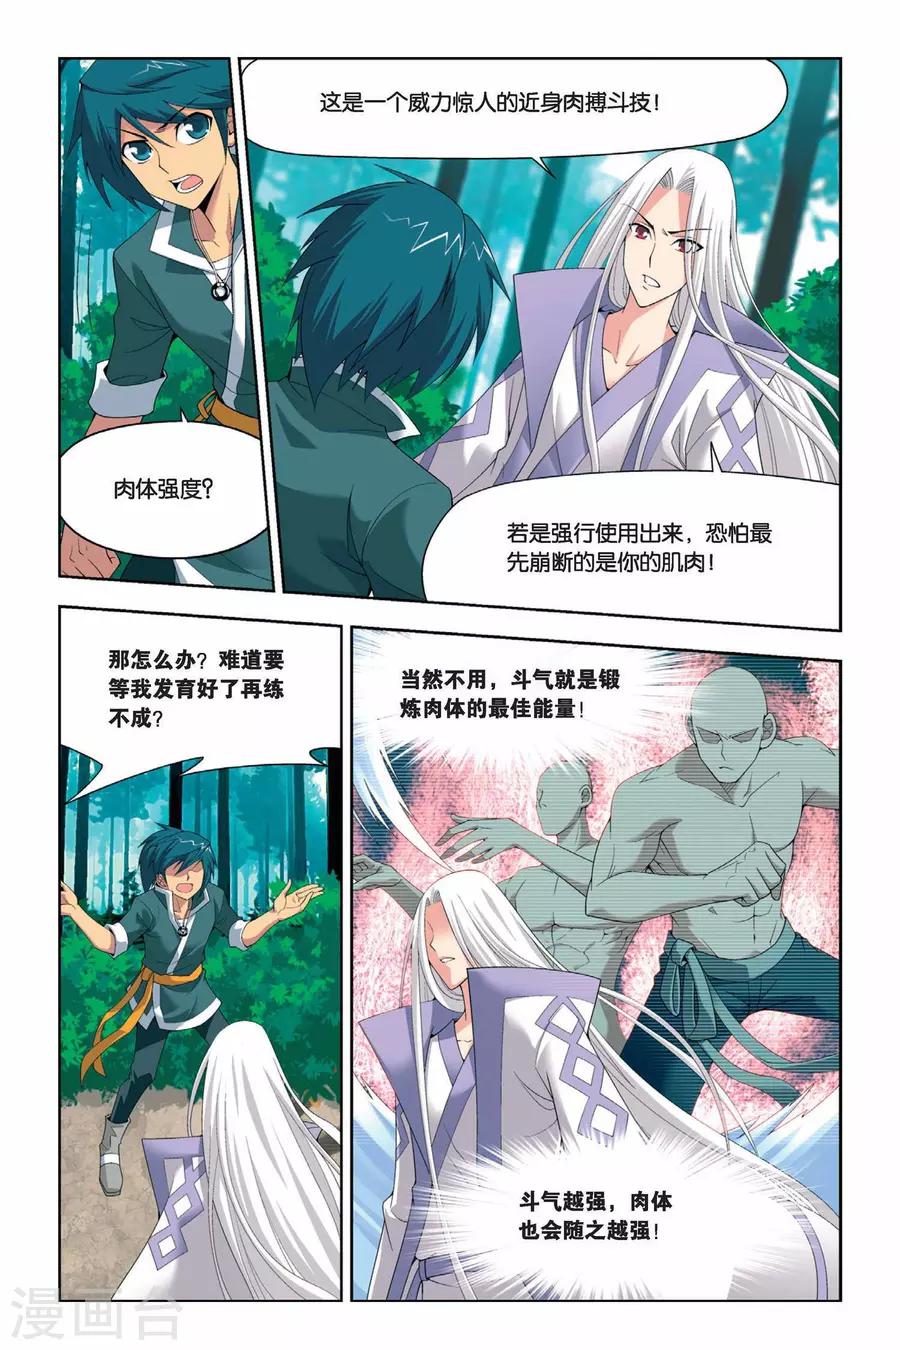 肉体强度？
这是一个威力惊人的近身肉搏斗技！
若是强行使用出来，恐怕最
先崩断的是你的肌肉！
那怎么办？难道要
等我发育好了再练
不成？
当然不用，斗气就是锻
炼肉体的最佳能量！
斗气越强，肉体
也会随之越强！
漫画台